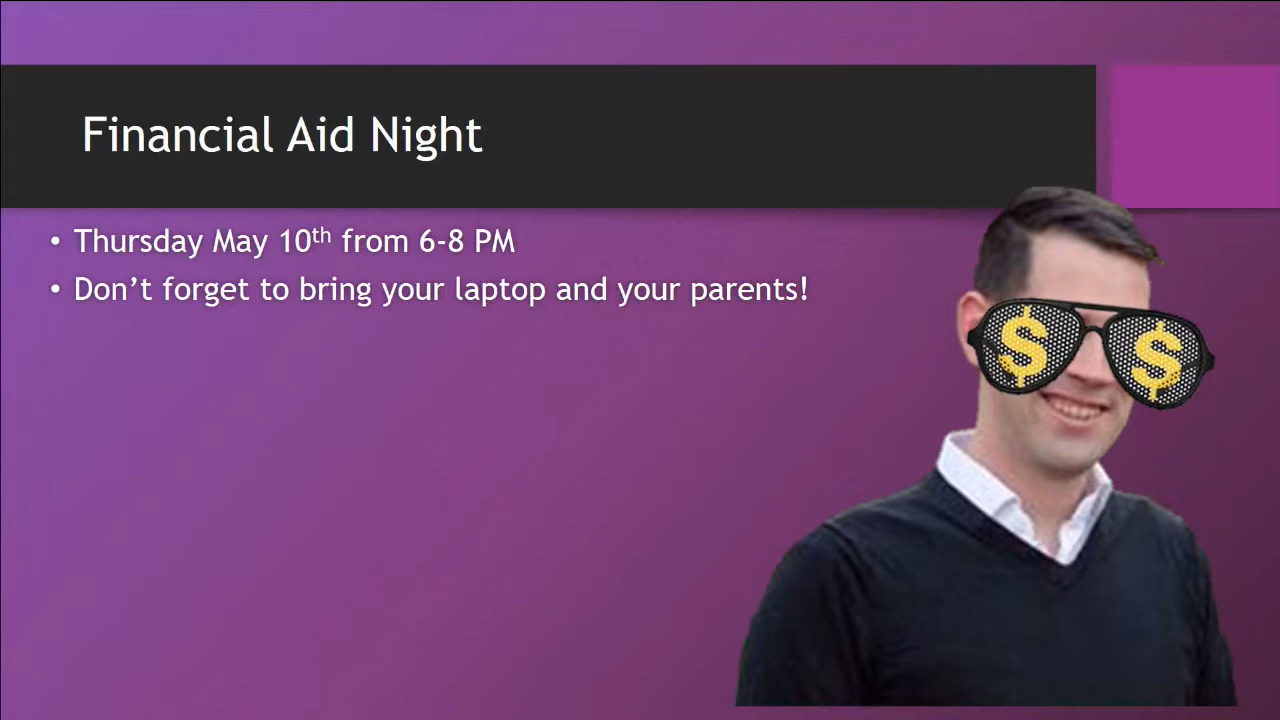 Financial Aid Night
• Thursday May 10th from 6-8 PM
• Don’t forget to bring your laptop and your parents!
$ $